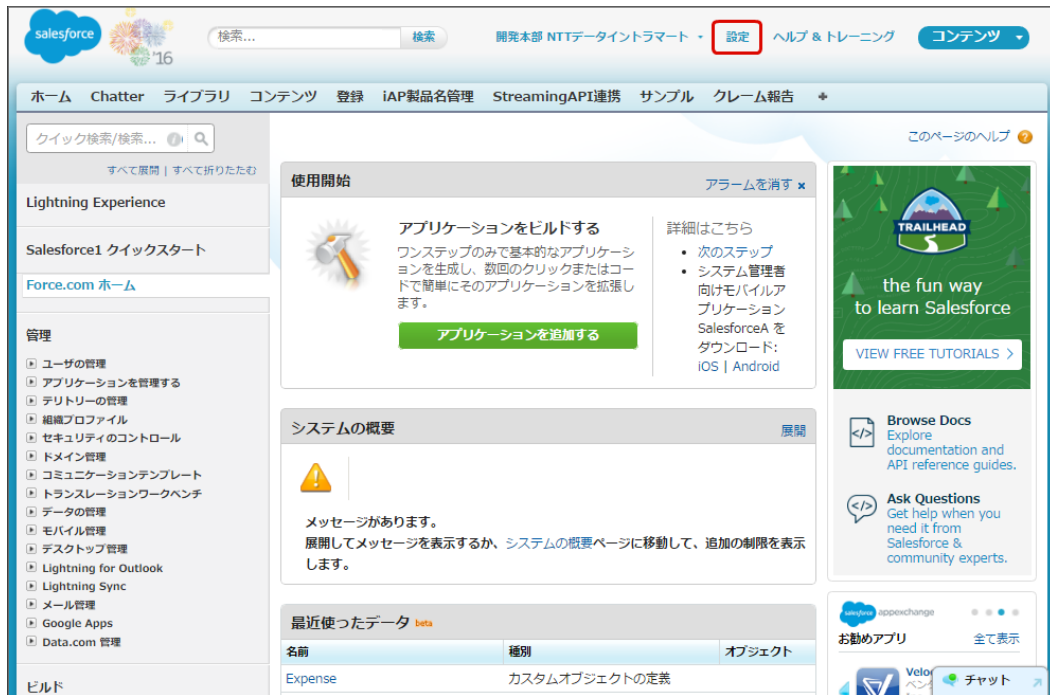 salesforce
'16
検索...
検索
開発本部 NTTデータイントラマート
設定
ヘルプ & トレーニング
コンテンツ
ホーム Chatter ライブラリ コンテンツ 登録 iAP製品名管理 StreamingAPI連携 サンプル クレーム報告 +
クイック検索/検索...
すべて展開 | すべて折りたたむ
Lightning Experience
Salesforce1 クイックスタート
Force.com ホーム
管理
ユーザの管理
アプリケーションを管理する
テリトリーの管理
組織プロファイル
セキュリティのコントロール
ドメイン管理
コミュニケーションテンプレート
トランスレーションワークベンチ
データの管理
モバイル管理
デスクトップ管理
Lightning for Outlook
Lightning Sync
メール管理
Google Apps
Data.com 管理
ビルド
このページのヘルプ ?
使用開始
アラームを消す x
アプリケーションをビルドする
ワンステップのみで基本的なアプリケーシ
ョンを生成し、数回のクリックまたはコー
ドで簡単にそのアプリケーションを拡張し
ます。
アプリケーションを追加する
詳細はこちら
• 次のステップ
• システム管理者
向けモバイルア
プリケーション
SalesforceA を
ダウンロード:
iOS | Android
システムの概要
展開
メッセージがあります。
展開してメッセージを表示するか、システムの概要ページに移動して、追加の制限を表示
します。
最近使ったデータ beta
名前 種別 オブジェクト
Expense カスタムオブジェクトの定義
TRAILHEAD
the fun way
to learn Salesforce
VIEW FREE TUTORIALS >
</>
Browse Docs
Explore
documentation and
API reference guides.
</>
Ask Questions
Get help when you
need it from
Salesforce &
community experts.
salesforce appexchange
お勧めアプリ
全て表示
チャット